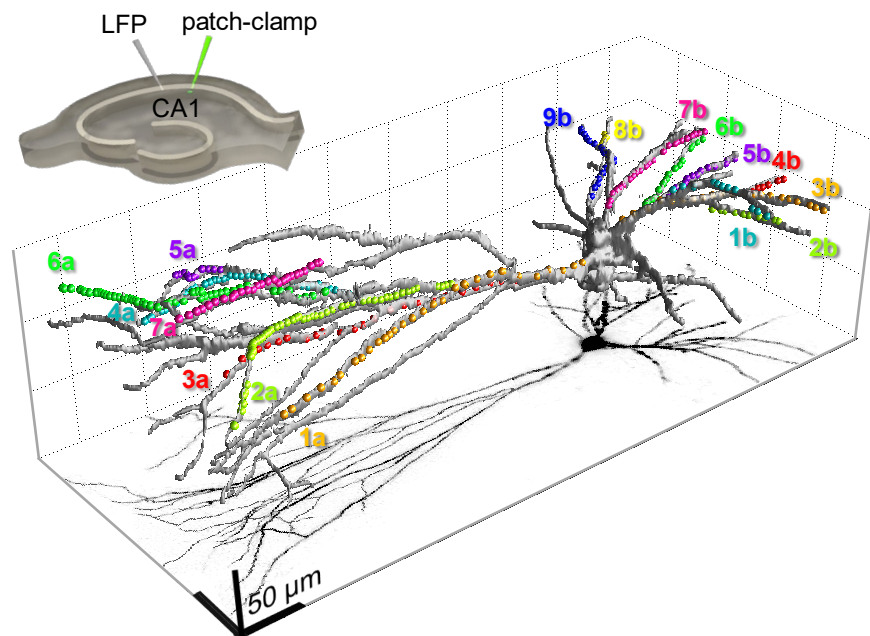 LFP patch-clamp
CA1
9b
8b
7b
6b
5b
4b
3b
1b
2b
6a
5a
4a
7a
3a
2a
1a
50 μm